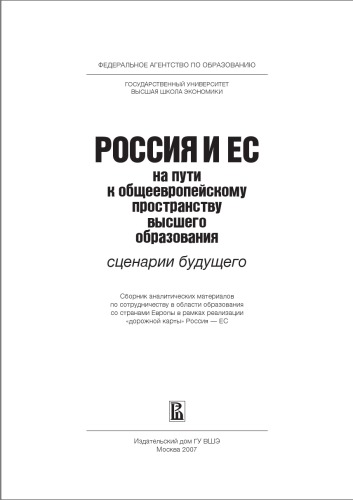 ФЕДЕРАЛЬНОЕ АГЕНТСТВО ПО ОБРАЗОВАНИЮ
ГОСУДАРСТВЕННЫЙ УНИВЕРСИТЕТ
ВЫСШАЯ ШКОЛА ЭКОНОМИКИ
РОССИЯ И ЕС
на пути
к общеевропейскому
пространству
высшего
образования
сценарии будущего
Сборник аналитических материалов
по сотрудничеству в области образования
со странами Европы в рамках реализации
«дорожной карты» Россия — ЕС
Издательский дом ГУ ВШЭ
Москва 2007